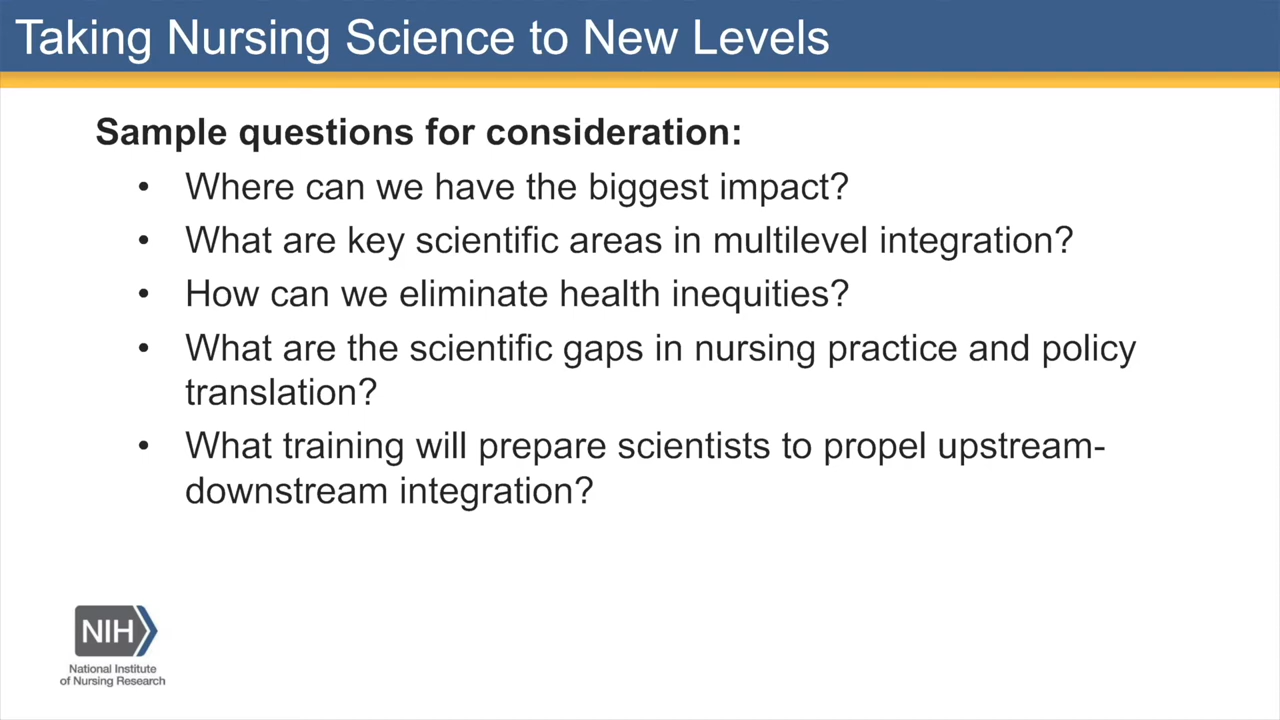 Taking Nursing Science to New Levels
Sample questions for consideration:
• Where can we have the biggest impact?
• What are key scientific areas in multilevel integration?
• How can we eliminate health inequities?
• What are the scientific gaps in nursing practice and policy
translation?
• What training will prepare scientists to propel upstream-
downstream integration?
NIH
National Institute
of Nursing Research